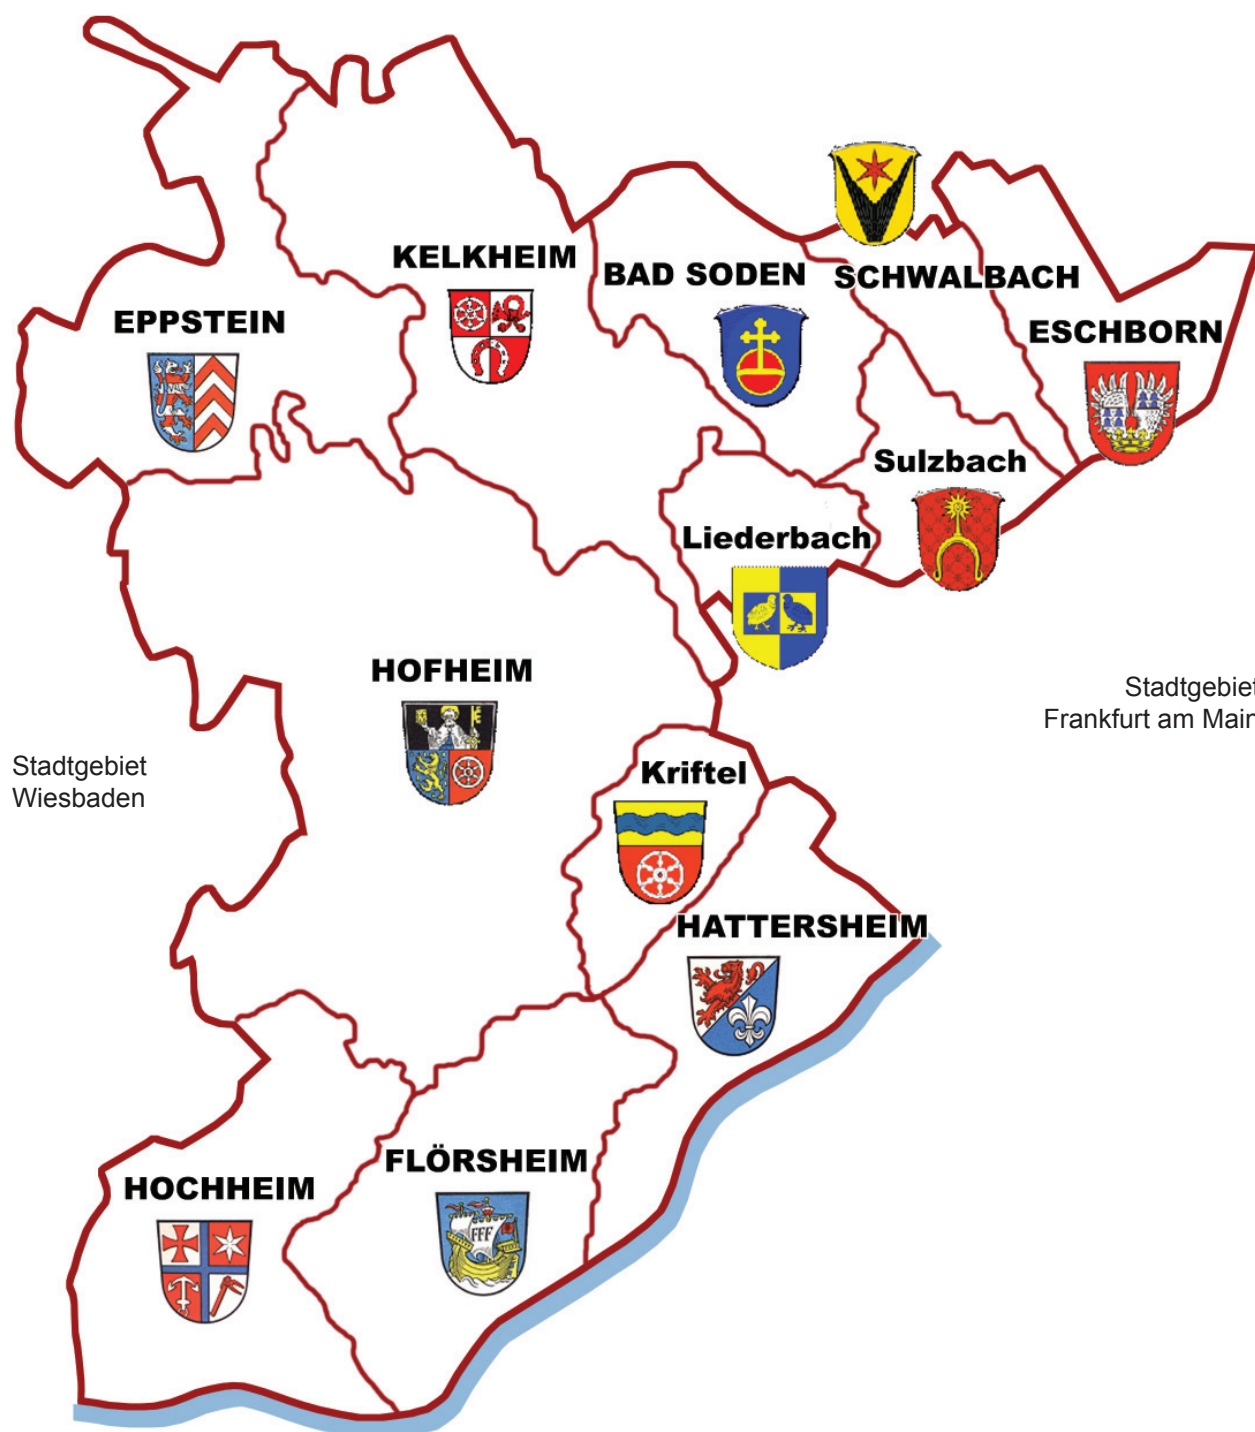 KELKHEIM
BAD SODEN
SCHWALBACH
EPPSTEIN
ESCHBORN
Sulzbach
Liederbach
HOFHEIM
Stadtgebiet
Frankfurt am Main
Stadtgebiet
Wiesbaden
Kriftel
HATTERSHEIM
FLÖRSHEIM
HOCHHEIM
FFF